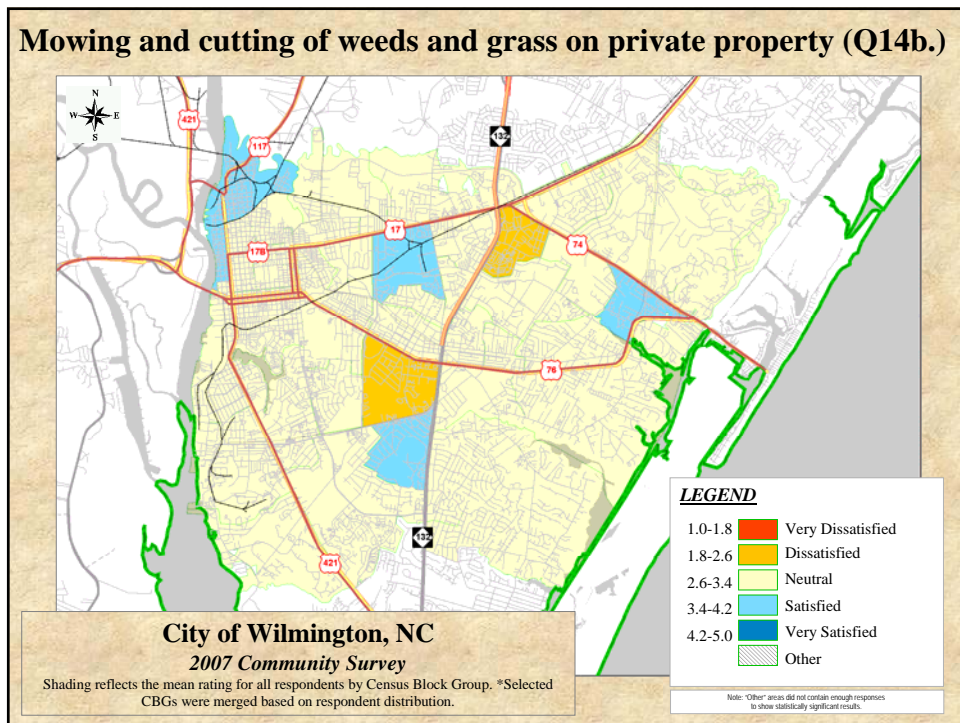 Mowing and cutting of weeds and grass on private property (Q14b.)
N
W E
S
421
117
132
17
17B
74
76
132
421
LEGEND
1.0-1.8 Very Dissatisfied
1.8-2.6 Dissatisfied
2.6-3.4 Neutral
3.4-4.2 Satisfied
4.2-5.0 Very Satisfied
Other
City of Wilmington, NC
2007 Community Survey
Shading reflects the mean rating for all respondents by Census Block Group. *Selected
CBGs were merged based on respondent distribution.
Note: "Other" areas did not contain enough responses
to show statistically significant results.